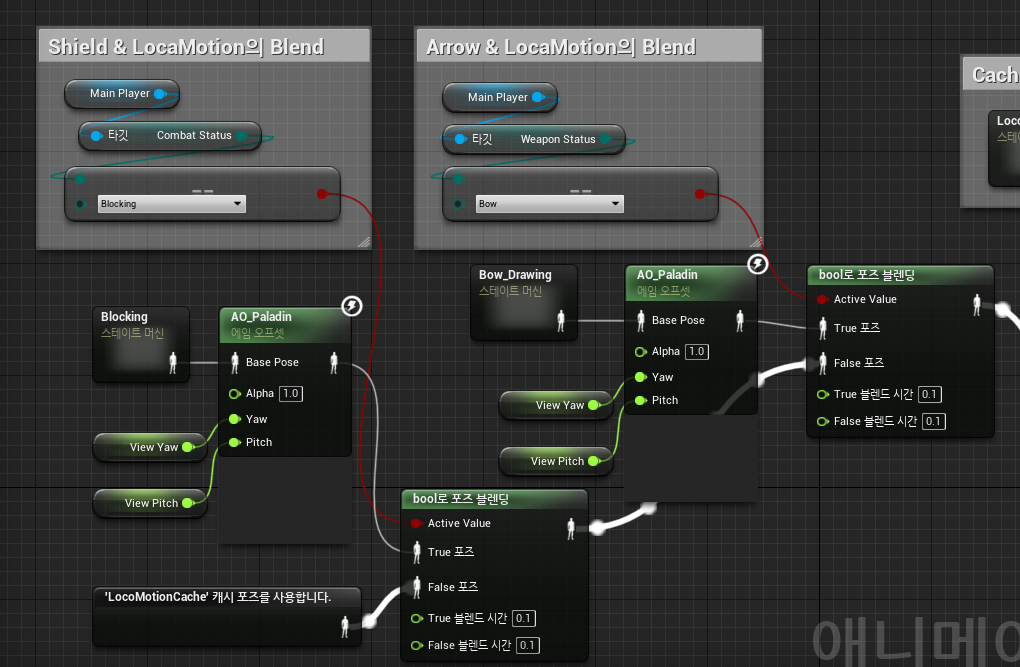 Shield & LocaMotion의 Blend
Main Player
타깃 Combat Status
==
Blocking
Arrow & LocaMotion의 Blend
Main Player
타깃 Weapon Status
==
Bow
Cach
Loco
스테이
Blocking
스테이트 머신
AO_Paladin
에임 오프셋
Base Pose
Alpha 1.0
Yaw
Pitch
View Yaw
View Pitch
Bow_Drawing
스테이트 머신
AO_Paladin
에임 오프셋
Base Pose
Alpha 1.0
Yaw
Pitch
View Yaw
View Pitch
bool로 포즈 블렌딩
Active Value
True 포즈
False 포즈
True 블렌드 시간 0.1
False 블렌드 시간 0.1
bool로 포즈 블렌딩
Active Value
True 포즈
False 포즈
True 블렌드 시간 0.1
False 블렌드 시간 0.1
'LocoMotionCache' 캐시 포즈를 사용합니다.
애니메이